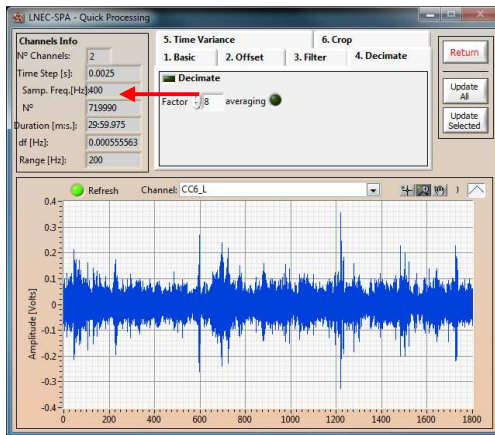 LNEC-SPA - Quick Processing
Channels Info
Nº Channels: 2
Time Step [s]: 0.0025
Samp. Freq.[Hz]: 400
Nº 719990
Duration [m:s.]: 29:59.975
df [Hz]: 0.000555563
Range [Hz]: 200
5. Time Variance 6. Crop
1. Basic 2. Offset 3. Filter 4. Decimate
Decimate
Factor 8 averaging
Return
Update
All
Update
Selected
Refresh Channel: CC6_L
Amplitude [Volts]
0.4
0.3
0.2
0.1
0
-0.1
-0.2
-0.3
-0.4
0 200 400 600 800 1000 1200 1400 1600 1800